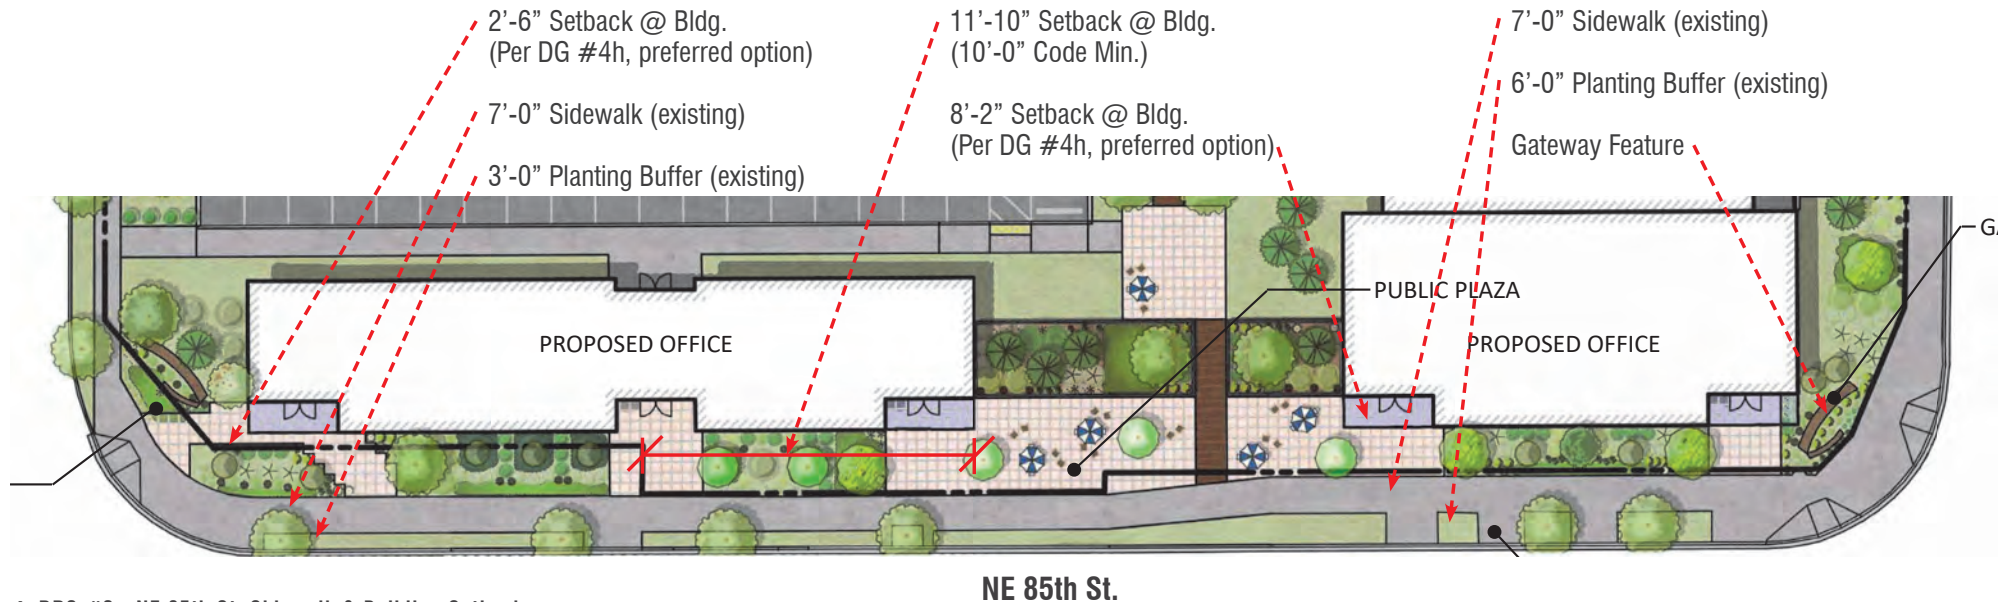 2’-6” Setback @ Bldg.
(Per DG #4h, preferred option)
7’-0” Sidewalk (existing)
3’-0” Planting Buffer (existing)
11’-10” Setback @ Bldg.
(10’-0” Code Min.)
8’-2” Setback @ Bldg.
(Per DG #4h, preferred option)
7’-0” Sidewalk (existing)
6’-0” Planting Buffer (existing)
Gateway Feature
PROPOSED OFFICE
PUBLIC PLAZA
PROPOSED OFFICE
NE 85th St.